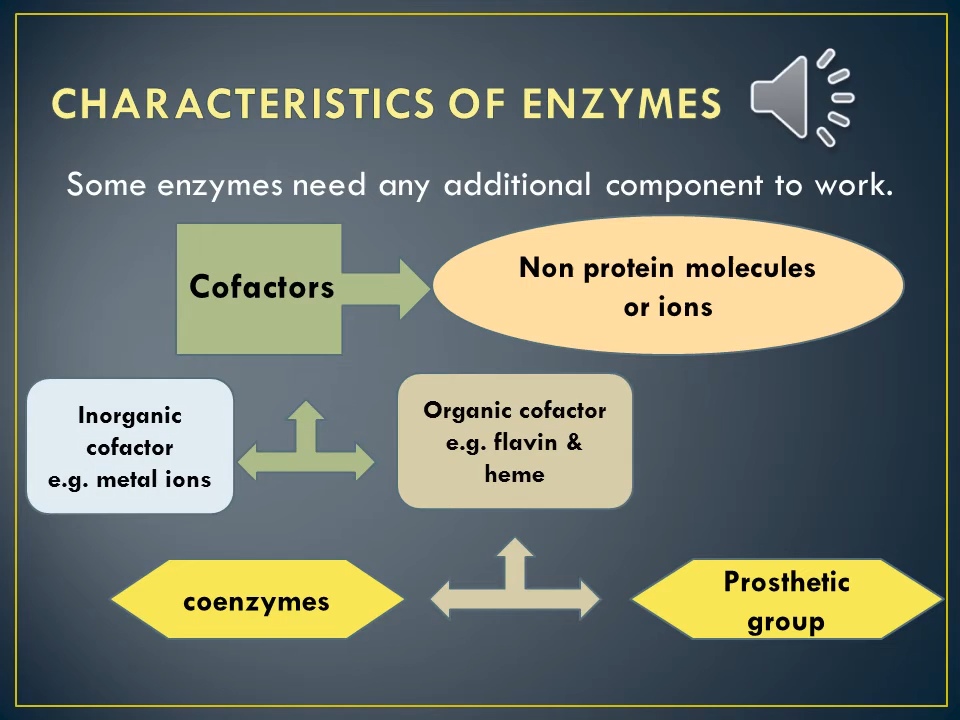 CHARACTERISTICS OF ENZYMES
Some enzymes need any additional component to work.
Cofactors
Non protein molecules
or ions
Inorganic
cofactor
e.g. metal ions
Organic cofactor
e.g. flavin &
heme
coenzymes
Prosthetic
group